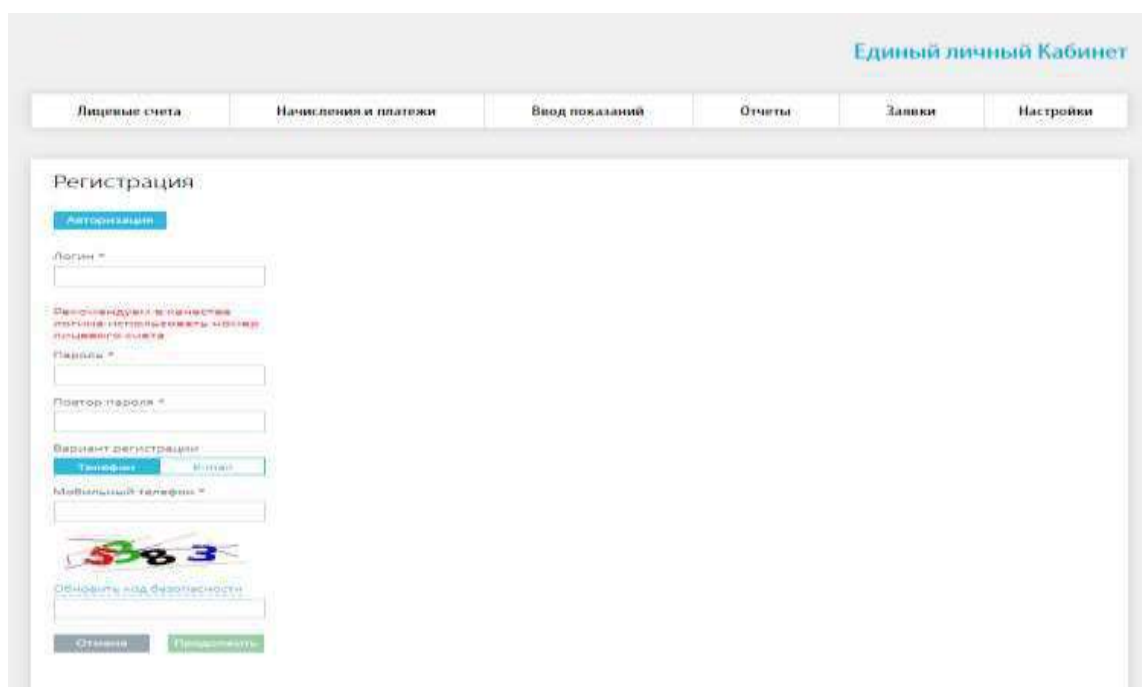 Единый личный Кабинет
Лицевые счета Начисления и платежи Ввод показаний Отчеты Заявки Настройки
Регистрация
Авторизация
Логин *
Рекомендуем в качестве
логина использовать номер
лицевого счета
Пароль *
Повтор пароля *
Вариант регистрации
Телефон E-mail
Мобильный телефон *
5383
Обновить код безопасности
Отмена Продолжить